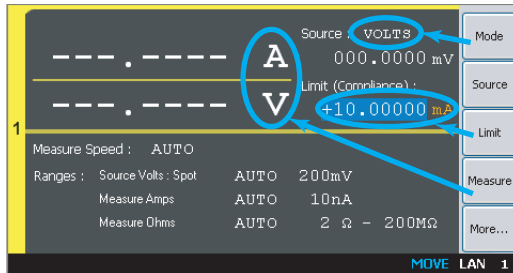 Source : VOLTS
Mode
---.---- A
000.0000 mV
Source
Limit (Compliance) :
---.---- V
+10.00000 mA
1
Limit
Measure Speed : AUTO
Ranges : Source Volts : Spot AUTO 200mV
Measure
Measure Amps AUTO 10nA
Measure Ohms AUTO 2 Ω - 200MΩ
More...
MOVE LAN 1